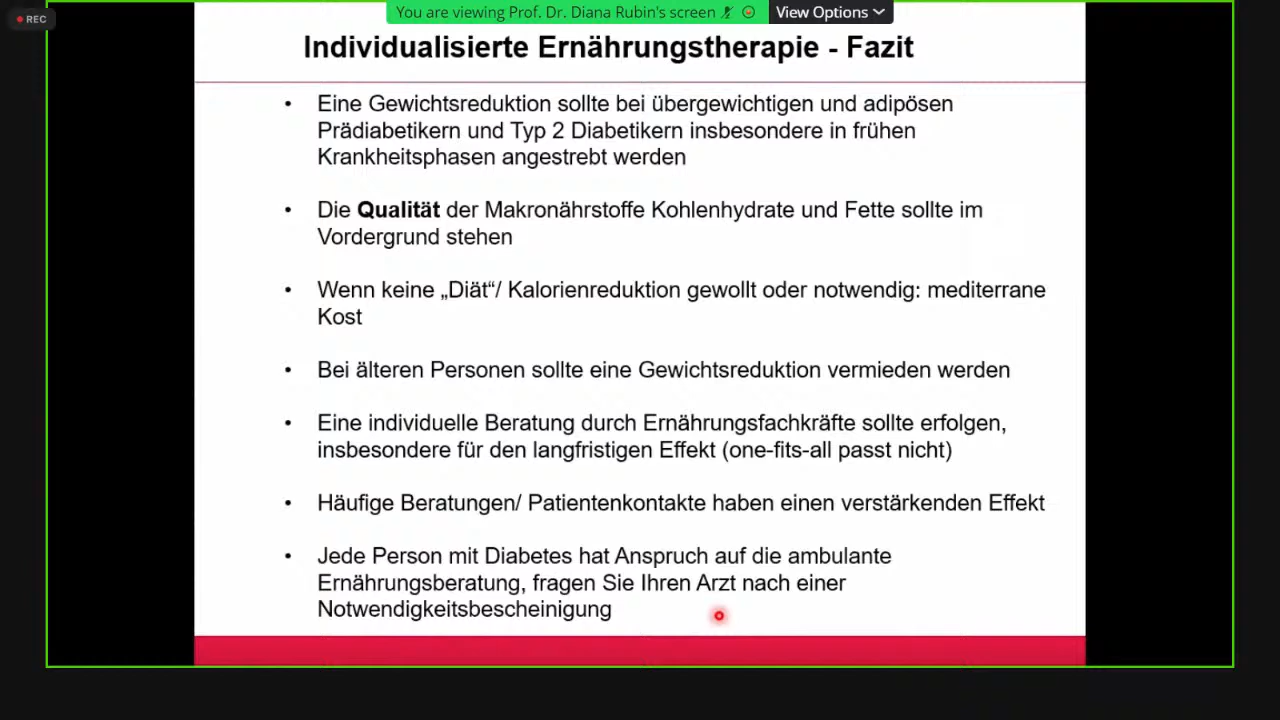 REC
You are viewing Prof. Dr. Diana Rubin's screen
View Options
Individualisierte Ernährungstherapie - Fazit
• Eine Gewichtsreduktion sollte bei übergewichtigen und adipösen
Prädiabetikern und Typ 2 Diabetikern insbesondere in frühen
Krankheitsphasen angestrebt werden
• Die Qualität der Makronährstoffe Kohlenhydrate und Fette sollte im
Vordergrund stehen
• Wenn keine „Diät“/ Kalorienreduktion gewollt oder notwendig: mediterrane
Kost
• Bei älteren Personen sollte eine Gewichtsreduktion vermieden werden
• Eine individuelle Beratung durch Ernährungsfachkräfte sollte erfolgen,
insbesondere für den langfristigen Effekt (one-fits-all passt nicht)
• Häufige Beratungen/ Patientenkontakte haben einen verstärkenden Effekt
• Jede Person mit Diabetes hat Anspruch auf die ambulante
Ernährungsberatung, fragen Sie Ihren Arzt nach einer
Notwendigkeitsbescheinigung